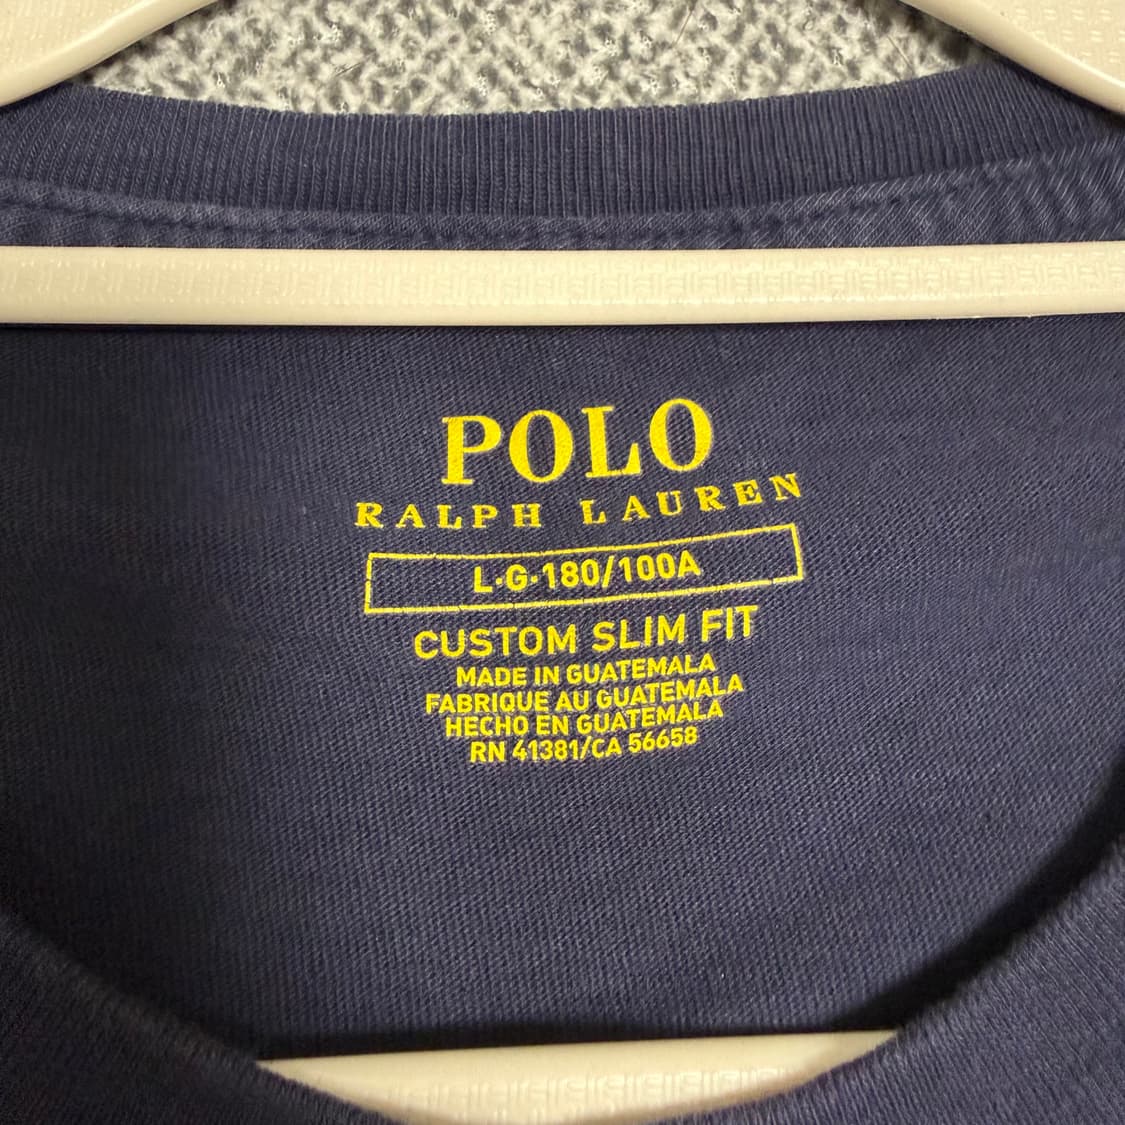 POLO
RALPH LAUREN
L·G·180/100A
CUSTOM SLIM FIT
MADE IN GUATEMALA
FABRIQUE AU GUATEMALA
HECHO EN GUATEMALA
RN 41381/CA 56658